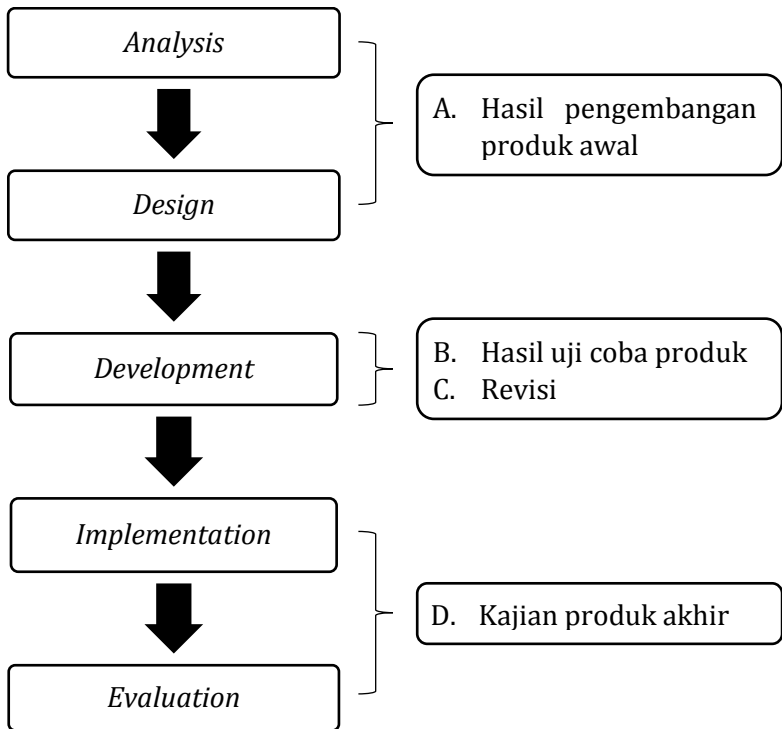 Analysis
A. Hasil pengembangan
produk awal
Design
Development
B. Hasil uji coba produk
C. Revisi
Implementation
D. Kajian produk akhir
Evaluation